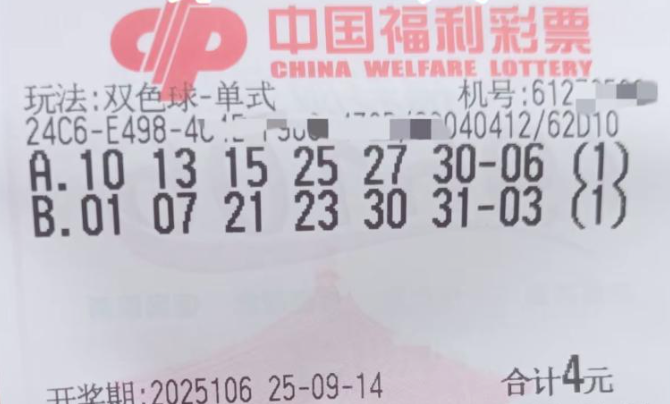 中国福利彩票
CHINA WELFARE LOTTERY
玩法:双色球-单式 机号:612
24C6-E498-4 040412/62D10
A.10 13 15 25 27 30-06 (1)
B.01 07 21 23 30 31-03 (1)
开奖期:2025106 25-09-14 合计4元